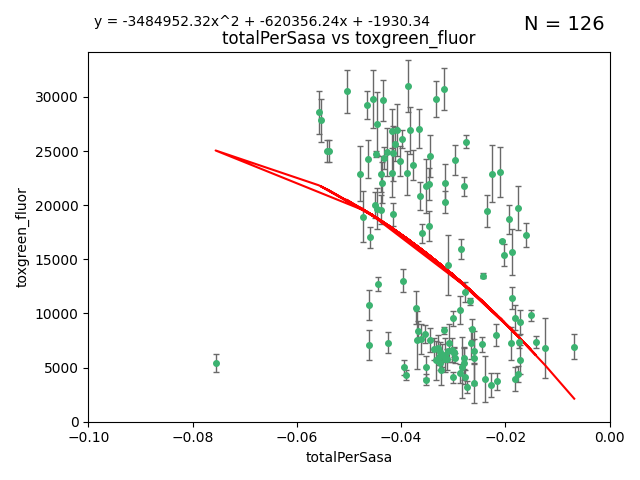 y = -3484952.32x^2 + -620356.24x + -1930.34
N = 126
totalPerSasa vs toxgreen_fluor
toxgreen_fluor
30000
25000
20000
15000
10000
5000
0
−0.10
−0.08
−0.06
−0.04
−0.02
0.00
totalPerSasa